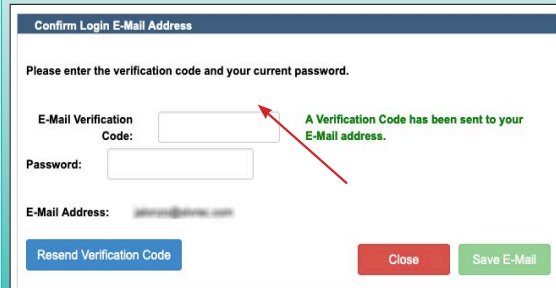 Confirm Login E-Mail Address
Please enter the verification code and your current password.
E-Mail Verification
Code:
A Verification Code has been sent to your
E-Mail address.
Password:
E-Mail Address:
Resend Verification Code
Close
Save E-Mail